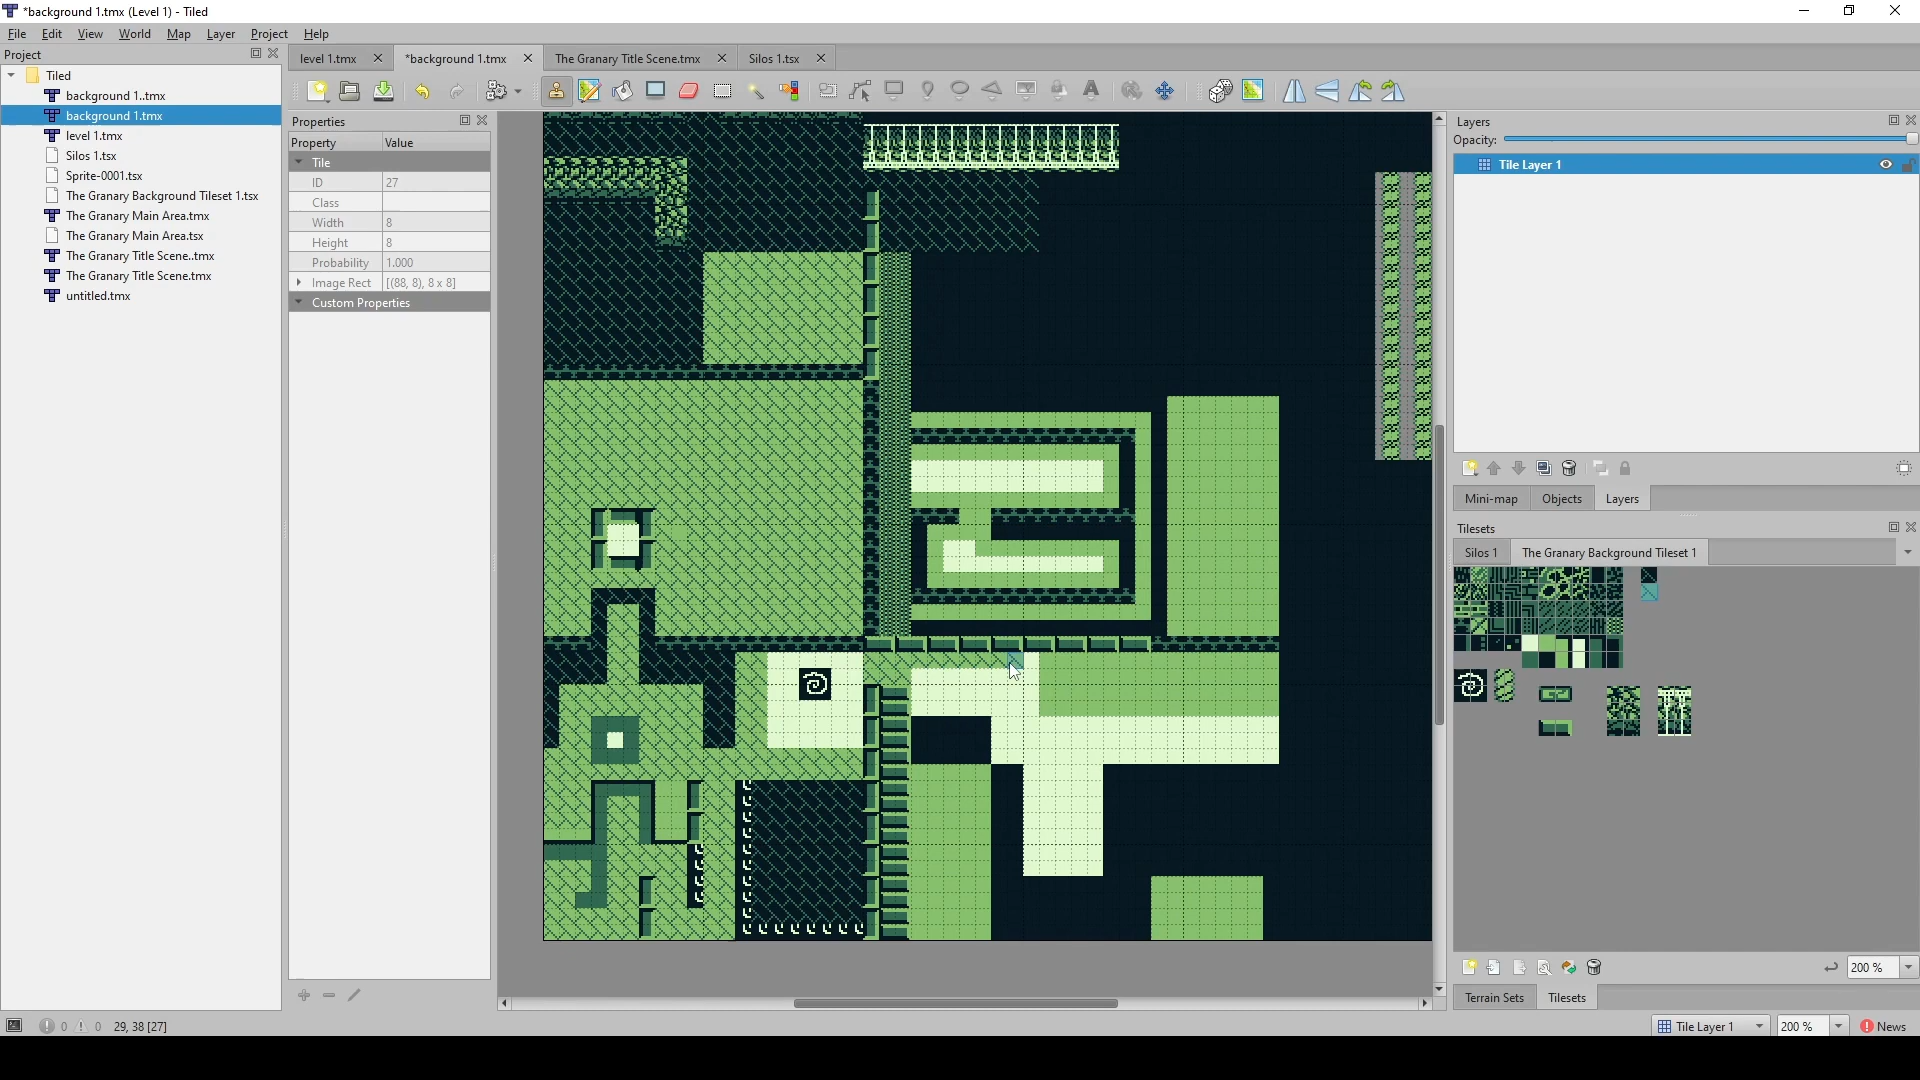 *background 1.tmx (Level 1) - Tiled
File Edit View World Map Layer Project Help
Project
Tiled
background 1..tmx
background 1.tmx
level 1.tmx
Silos 1.tsx
Sprite-0001.tsx
The Granary Background Tileset 1.tsx
The Granary Main Area.tmx
The Granary Main Area.tsx
The Granary Title Scene..tmx
The Granary Title Scene.tmx
untitled.tmx
level 1.tmx *background 1.tmx The Granary Title Scene.tmx Silos 1.tsx
Properties
Property Value
Tile
ID 27
Class
Width 8
Height 8
Probability 1.000
Image Rect [(88, 8), 8 x 8]
Custom Properties
Layers
Opacity:
Tile Layer 1
Mini-map Objects Layers
Tilesets
Silos 1 The Granary Background Tileset 1
200 %
Terrain Sets Tilesets
0 0 29, 38 [27]
Tile Layer 1 200 % News